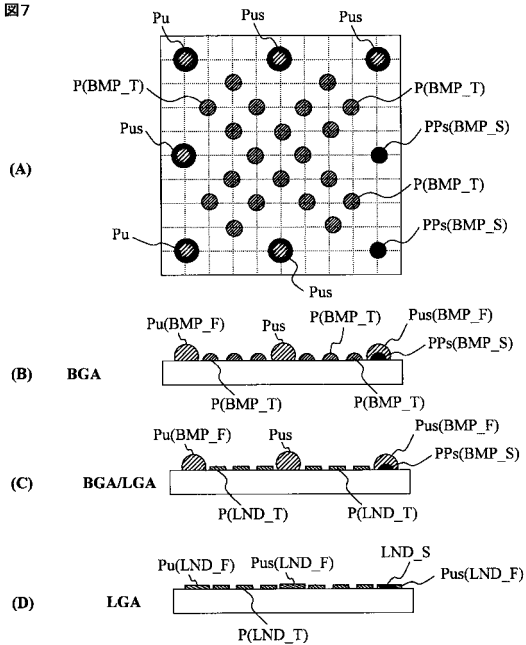 図7
Pu
Pus
Pus
P(BMP_T)
P(BMP_T)
Pus
PPs(BMP_S)
(A)
P(BMP_T)
Pu
PPs(BMP_S)
Pus
P(BMP_T)
Pu(BMP_F)
Pus
Pus(BMP_F)
PPs(BMP_S)
(B) BGA
P(BMP_T)
P(BMP_T)
Pu(BMP_F)
Pus
Pus(BMP_F)
PPs(BMP_S)
(C) BGA/LGA
P(LND_T)
P(LND_T)
LND_S
Pu(LND_F)
Pus(LND_F)
Pus(LND_F)
(D) LGA
P(LND_T)